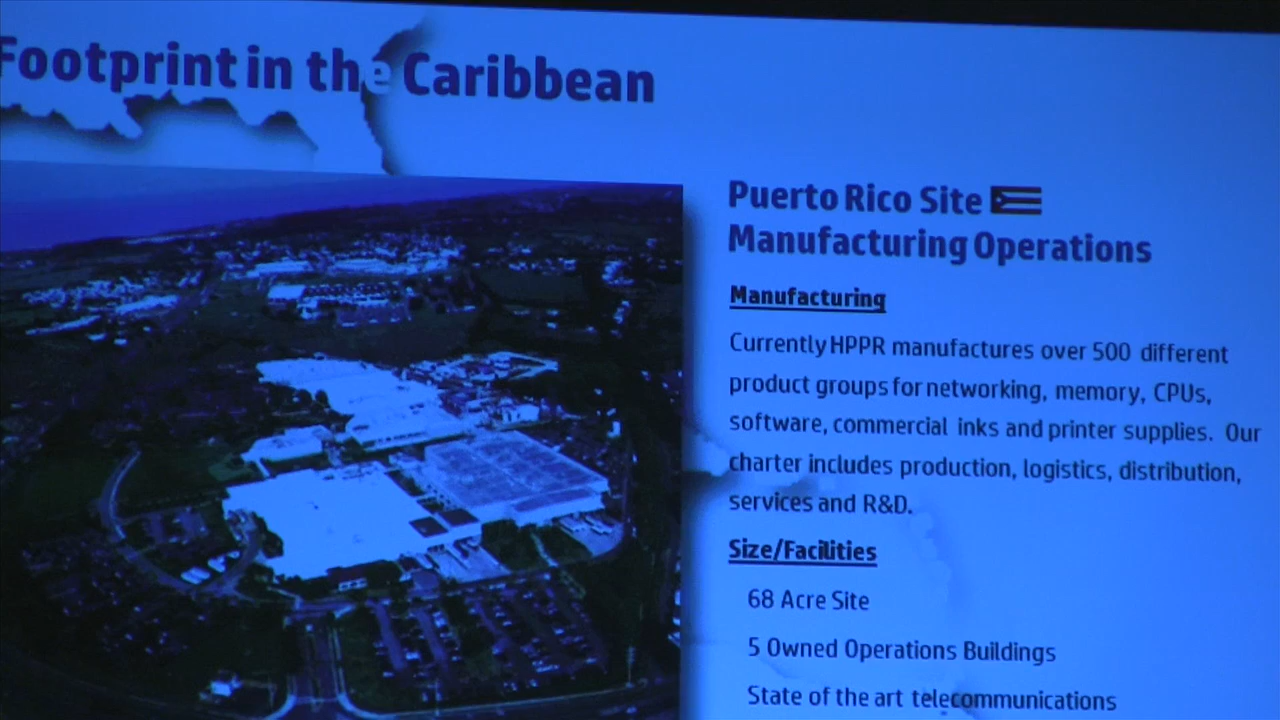 Footprint in the Caribbean
Puerto Rico Site
Manufacturing Operations
Manufacturing
Currently HPPR manufactures over 500 different
product groups for networking, memory, CPUs,
software, commercial inks and printer supplies. Our
charter includes production, logistics, distribution,
services and R&D.
Size/Facilities
68 Acre Site
5 Owned Operations Buildings
State of the art telecommunications